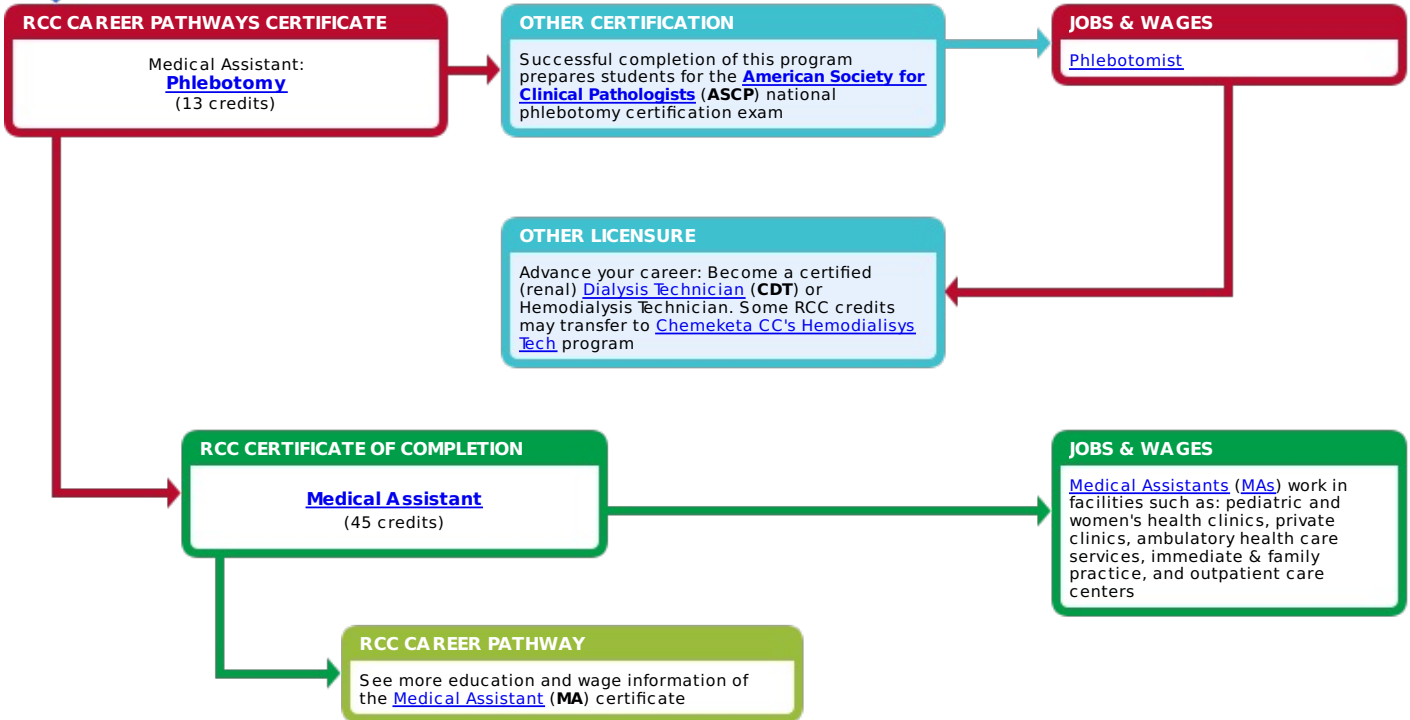 RCC CAREER PATHWAYS CERTIFICATE
Medical Assistant:
Phlebotomy
(13 credits)
OTHER CERTIFICATION
Successful completion of this program
prepares students for the American Society for
Clinical Pathologists (ASCP) national
phlebotomy certification exam
JOBS & WAGES
Phlebotomist
OTHER LICENSURE
Advance your career: Become a certified
(renal) Dialysis Technician (CDT) or
Hemodialysis Technician. Some RCC credits
may transfer to Chemeketa CC's Hemodialisys
Tech program
RCC CERTIFICATE OF COMPLETION
Medical Assistant
(45 credits)
JOBS & WAGES
Medical Assistants (MAs) work in
facilities such as: pediatric and
women's health clinics, private
clinics, ambulatory health care
services, immediate & family
practice, and outpatient care
centers
RCC CAREER PATHWAY
See more education and wage information of
the Medical Assistant (MA) certificate